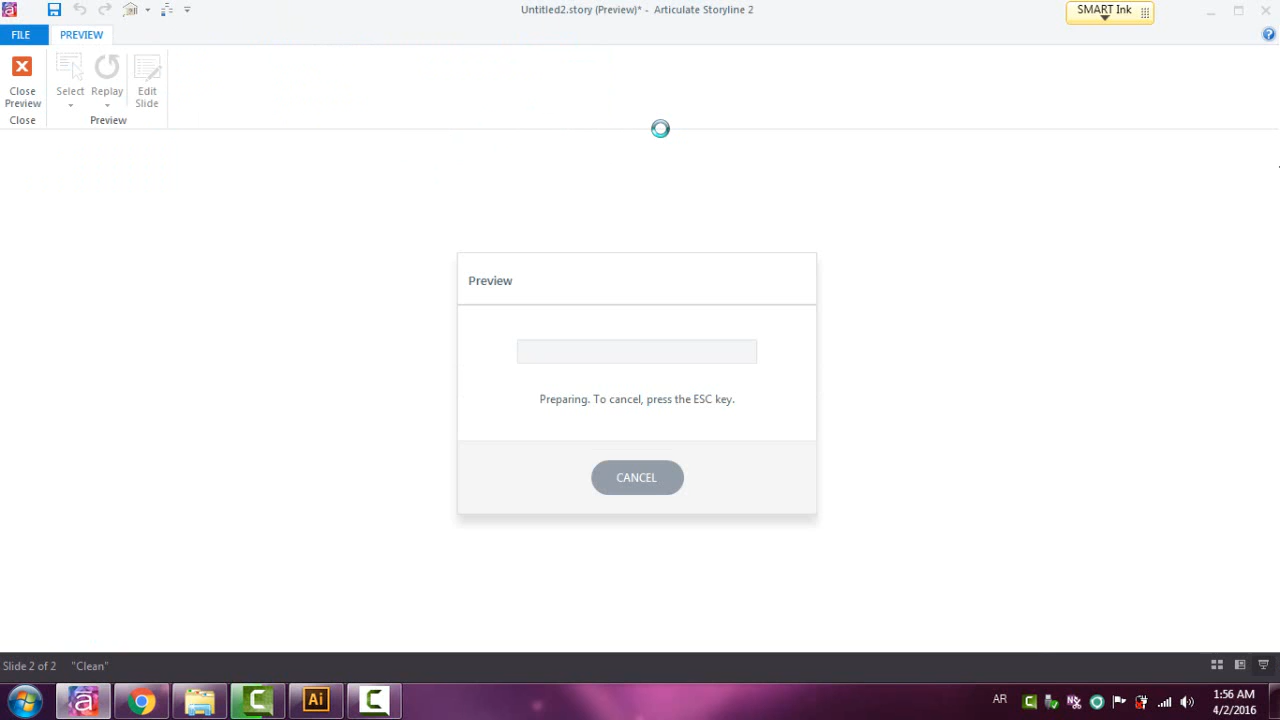 Untitled2.story (Preview)* - Articulate Storyline 2
SMART Ink
FILE
PREVIEW
Close Preview
Select
Replay
Edit Slide
Close
Preview
Preview
Preparing. To cancel, press the ESC key.
CANCEL
Slide 2 of 2
"Clean"
Ai
AR
1:56 AM
4/2/2016